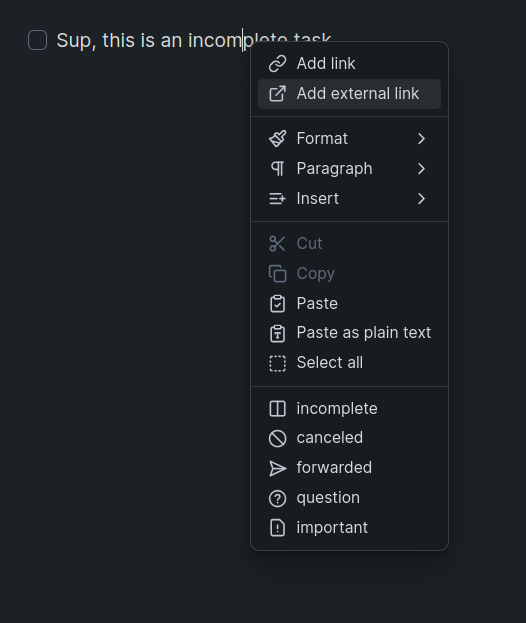 Sup, this is an incomplete task
Add link
Add external link
Format
Paragraph
Insert
Cut
Copy
Paste
Paste as plain text
Select all
incomplete
canceled
forwarded
question
important